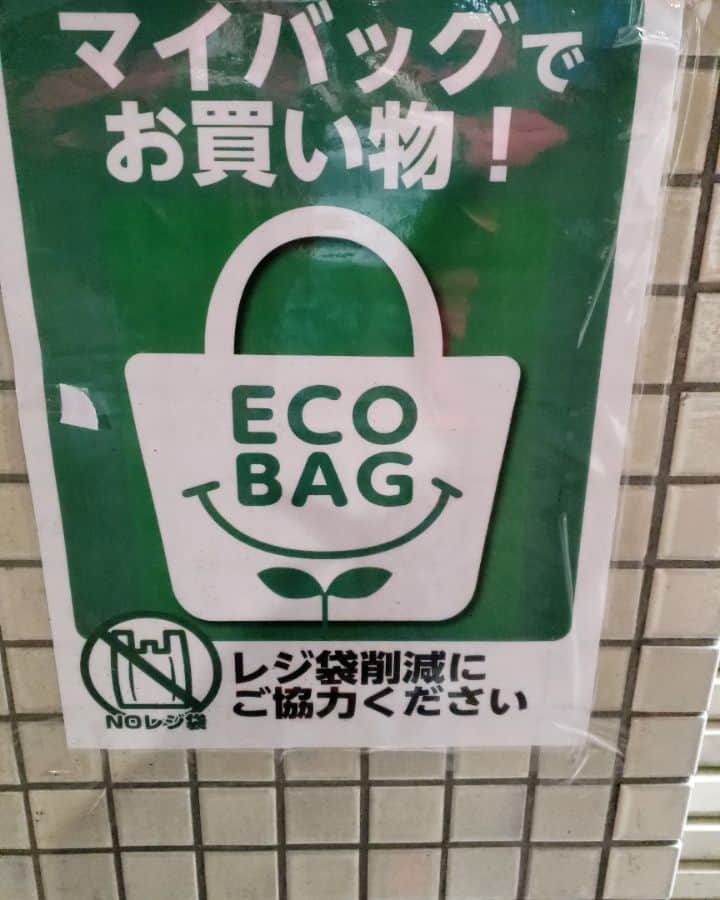 マイバッグで
お買い物！
ECO
BAG
レジ袋削減に
ご協力ください
NOレジ袋